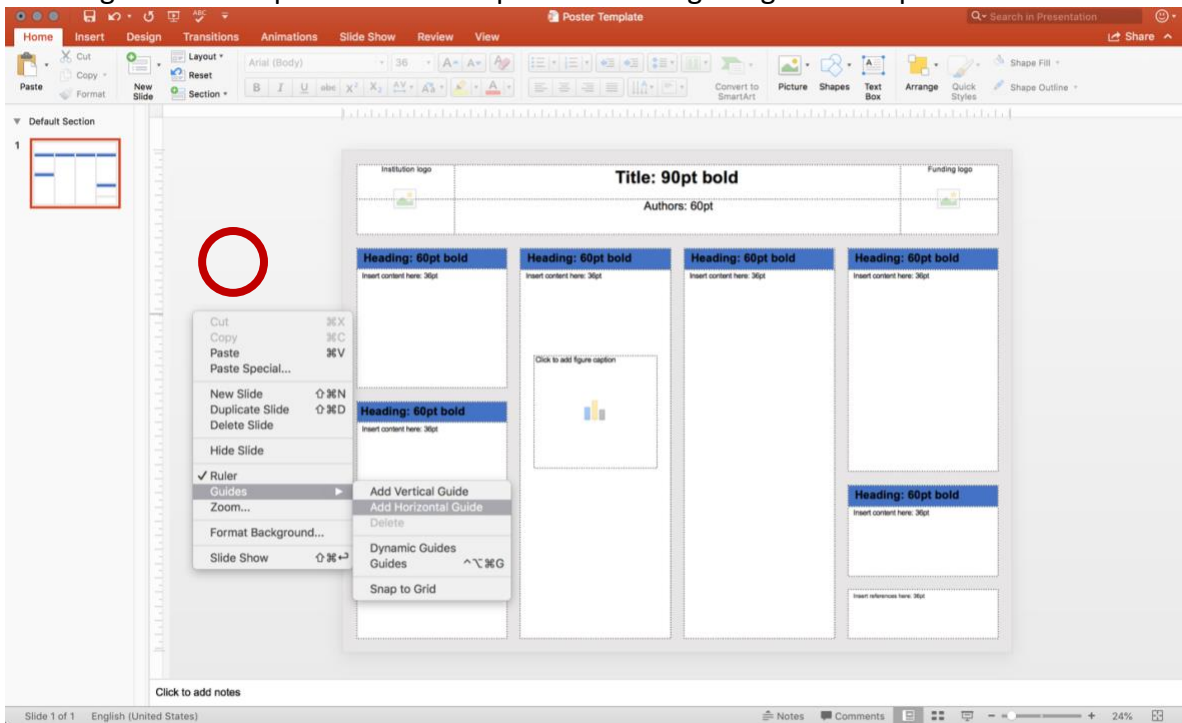 Poster Template
Search in Presentation
Home Insert Design Transitions Animations Slide Show Review View
Share
Paste
Cut
Copy
Format
New Slide
Layout
Reset
Section
Arial (Body) 36
Convert to SmartArt
Picture
Shapes
Text Box
Arrange
Quick Styles
Shape Fill
Shape Outline
Default Section
1
Institution logo
Title: 90pt bold
Authors: 60pt
Funding logo
Heading: 60pt bold
Insert content here: 36pt
Heading: 60pt bold
Insert content here: 36pt
Click to add figure caption
Heading: 60pt bold
Insert content here: 36pt
Heading: 60pt bold
Insert content here: 36pt
Heading: 60pt bold
Insert content here: 36pt
Heading: 60pt bold
Insert content here: 36pt
Insert references here: 36pt
Cut ⌘X
Copy ⌘C
Paste ⌘V
Paste Special...
New Slide ⇧⌘N
Duplicate Slide ⇧⌘D
Delete Slide
Hide Slide
✓ Ruler
Guides
Zoom...
Format Background...
Slide Show ⇧⌘↩
Add Vertical Guide
Add Horizontal Guide
Delete
Dynamic Guides
Guides ^⌥⌘G
Snap to Grid
Click to add notes
Slide 1 of 1 English (United States)
Notes Comments 24%